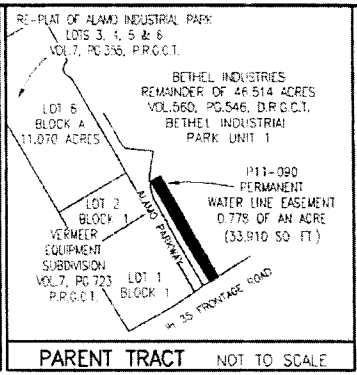 RE-PLAT OF ALAMO INDUSTRIAL PARK
LOTS 3, 4, 5 & 6
VOL.7, PG.355, P.R.G.C.T.
BETHEL INDUSTRIES
REMAINDER OF 46.514 ACRES
VOL.560, PG.546, D.R.G.C.T.
BETHEL INDUSTRIAL
PARK UNIT 1
LOT 6
BLOCK A
11.070 ACRES
P11-090
PERMANENT
WATER LINE EASEMENT
0.778 OF AN ACRE
(33,910 SQ FT)
LOT 2
BLOCK 1
ALAMO PARKWAY
VERMEER
EQUIPMENT
SUBDIVISION
VOL.7, PG.723
P.R.G.C.T.
LOT 1
BLOCK 1
IH 35 FRONTAGE ROAD
PARENT TRACT NOT TO SCALE